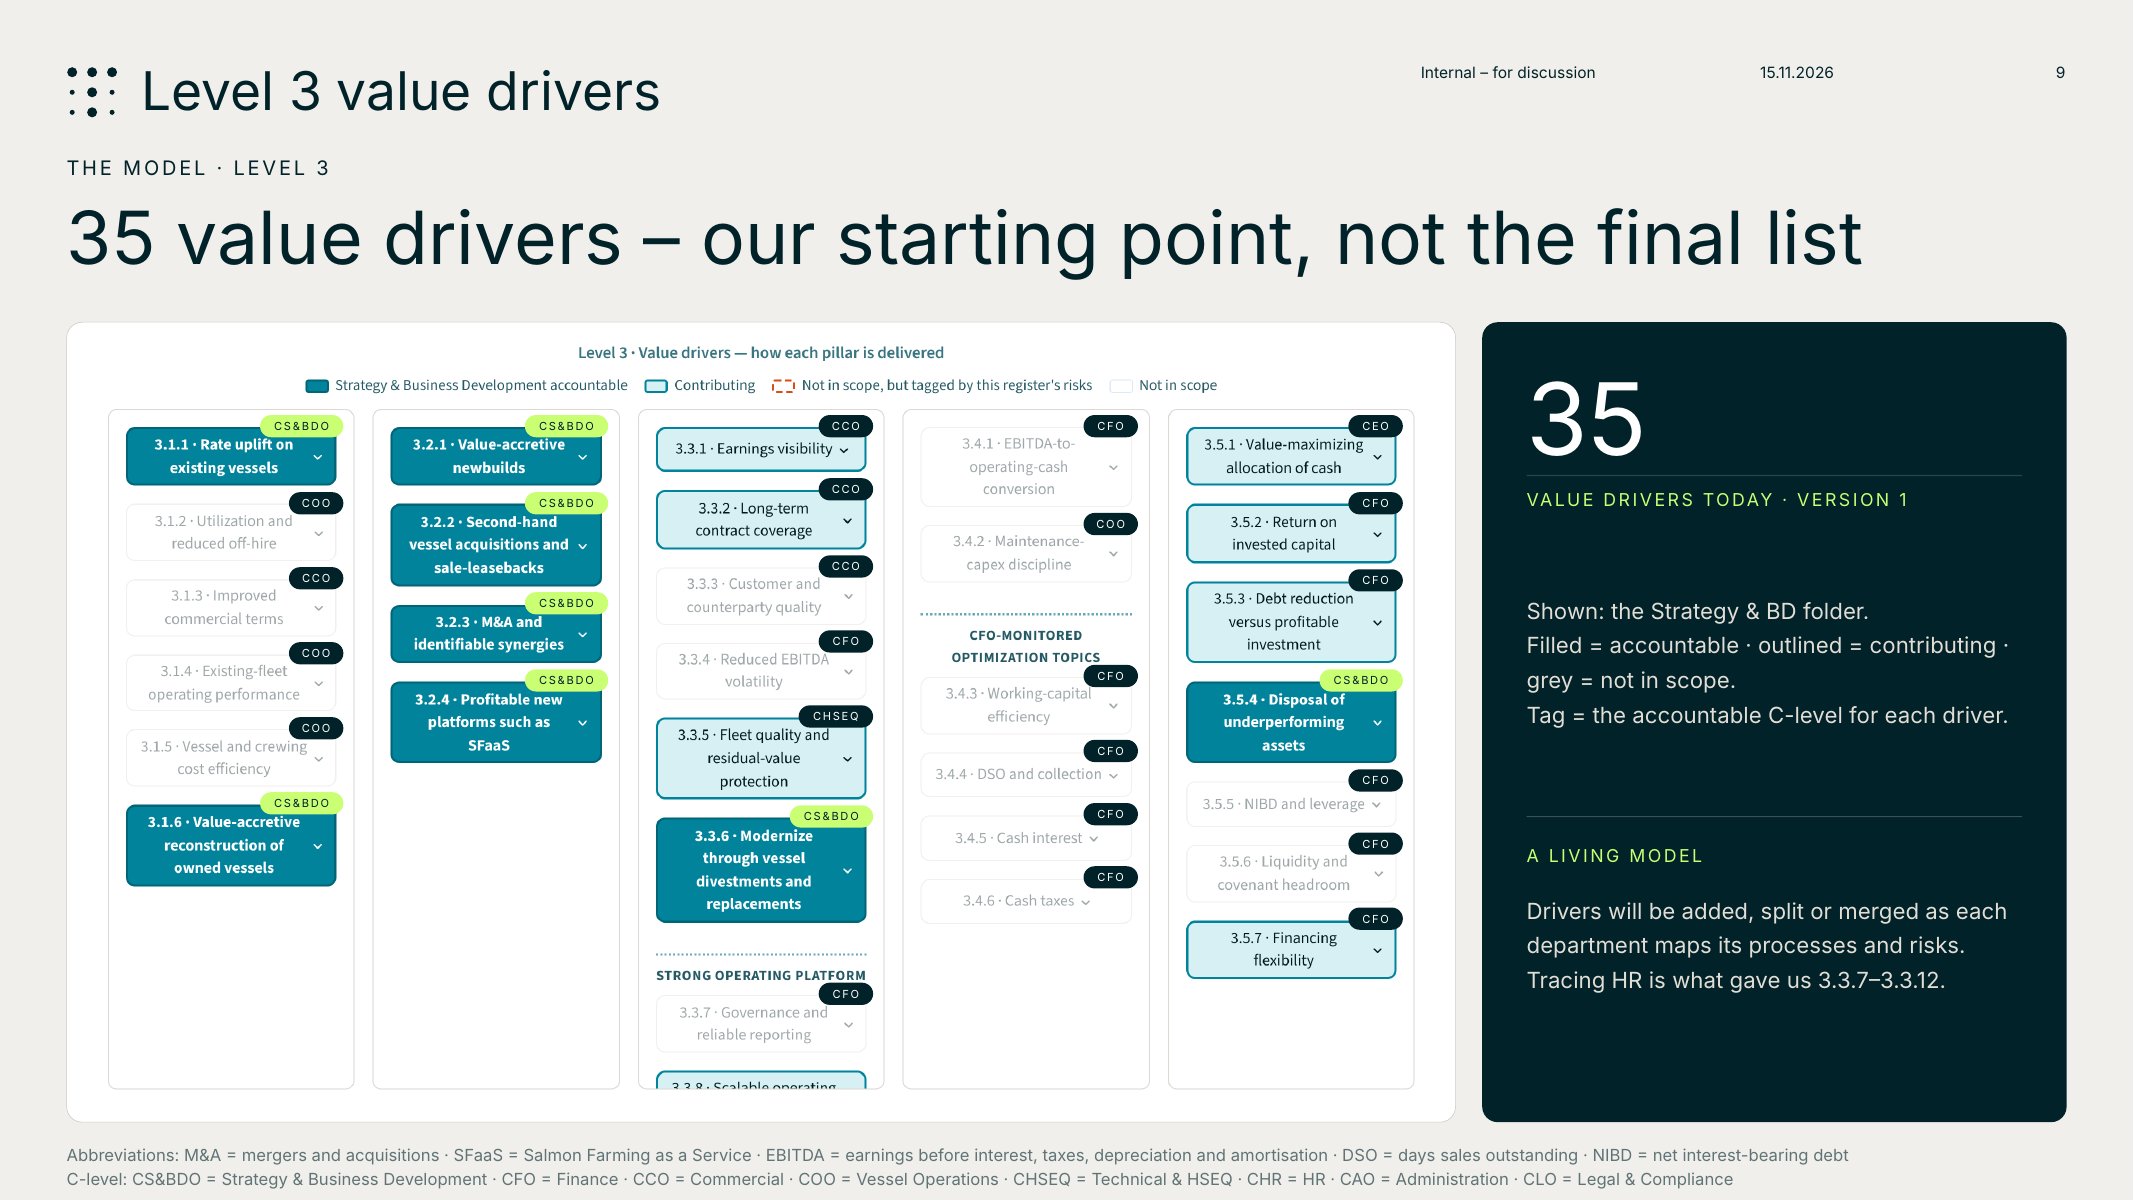 Level 3 value drivers
Internal – for discussion
15.11.2026
9
THE MODEL · LEVEL 3
35 value drivers – our starting point, not the final list
Level 3 · Value drivers — how each pillar is delivered
Strategy & Business Development accountable
Contributing
Not in scope, but tagged by this register's risks
Not in scope
CS&BDO
3.1.1 · Rate uplift on
existing vessels
COO
3.1.2 · Utilization and
reduced off-hire
CCO
3.1.3 · Improved
commercial terms
COO
3.1.4 · Existing-fleet
operating performance
COO
3.1.5 · Vessel and crewing
cost efficiency
CS&BDO
3.1.6 · Value-accretive
reconstruction of
owned vessels
CS&BDO
3.2.1 · Value-accretive
newbuilds
CS&BDO
3.2.2 · Second-hand
vessel acquisitions and
sale-leasebacks
CS&BDO
3.2.3 · M&A and
identifiable synergies
CS&BDO
3.2.4 · Profitable new
platforms such as
SFaaS
CCO
3.3.1 · Earnings visibility
CCO
3.3.2 · Long-term
contract coverage
CCO
3.3.3 · Customer and
counterparty quality
CFO
3.3.4 · Reduced EBITDA
volatility
CHSEQ
3.3.5 · Fleet quality and
residual-value
protection
CS&BDO
3.3.6 · Modernize
through vessel
divestments and
replacements
STRONG OPERATING PLATFORM
CFO
3.3.7 · Governance and
reliable reporting
3.3.8 · Scalable operating
CFO
3.4.1 · EBITDA-to-
operating-cash
conversion
COO
3.4.2 · Maintenance-
capex discipline
CFO-MONITORED
OPTIMIZATION TOPICS
CFO
3.4.3 · Working-capital
efficiency
CFO
3.4.4 · DSO and collection
CFO
3.4.5 · Cash interest
CFO
3.4.6 · Cash taxes
CEO
3.5.1 · Value-maximizing
allocation of cash
CFO
3.5.2 · Return on
invested capital
CFO
3.5.3 · Debt reduction
versus profitable
investment
CS&BDO
3.5.4 · Disposal of
underperforming
assets
CFO
3.5.5 · NIBD and leverage
CFO
3.5.6 · Liquidity and
covenant headroom
CFO
3.5.7 · Financing
flexibility
35
VALUE DRIVERS TODAY · VERSION 1
Shown: the Strategy & BD folder.
Filled = accountable · outlined = contributing ·
grey = not in scope.
Tag = the accountable C-level for each driver.
A LIVING MODEL
Drivers will be added, split or merged as each
department maps its processes and risks.
Tracing HR is what gave us 3.3.7–3.3.12.
Abbreviations: M&A = mergers and acquisitions · SFaaS = Salmon Farming as a Service · EBITDA = earnings before interest, taxes, depreciation and amortisation · DSO = days sales outstanding · NIBD = net interest-bearing debt
C-level: CS&BDO = Strategy & Business Development · CFO = Finance · CCO = Commercial · COO = Vessel Operations · CHSEQ = Technical & HSEQ · CHR = HR · CAO = Administration · CLO = Legal & Compliance